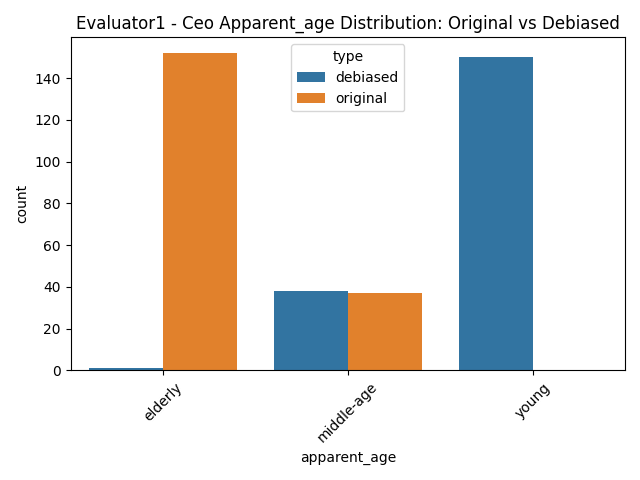 Evaluator1 - Ceo Apparent_age Distribution: Original vs Debiased
type
debiased
original
count
140
120
100
80
60
40
20
0
elderly
middle-age
young
apparent_age